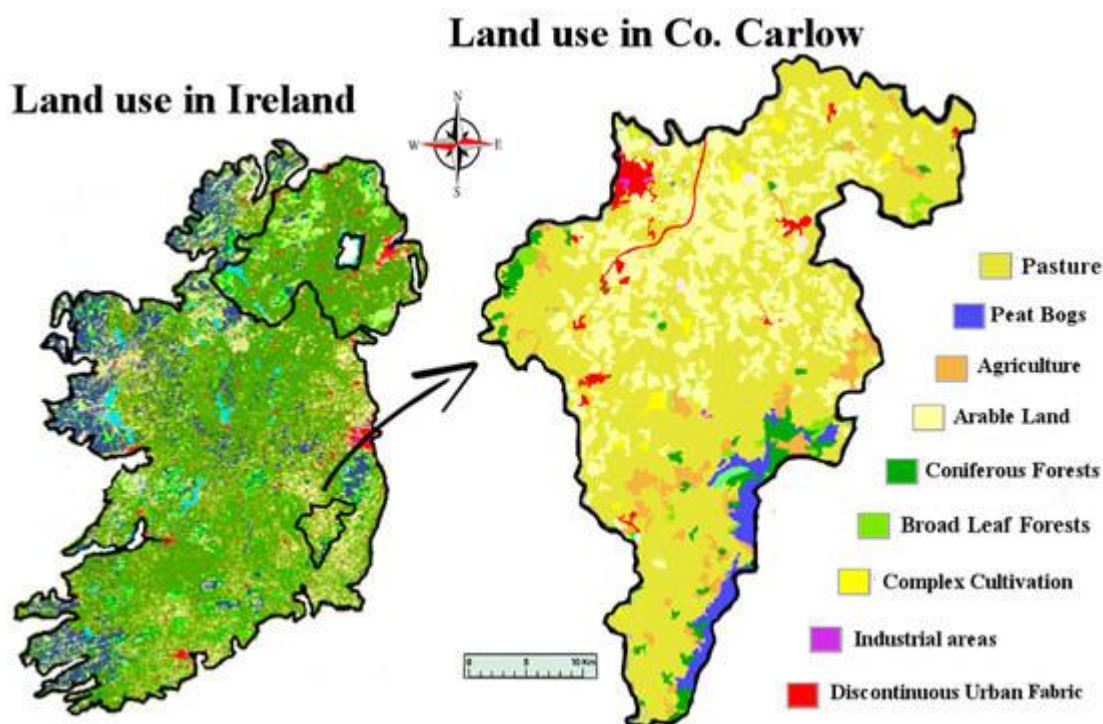 Land use in Co. Carlow
Land use in Ireland
N
W
E
S
Pasture
Peat Bogs
Agriculture
Arable Land
Coniferous Forests
Broad Leaf Forests
Complex Cultivation
Industrial areas
Discontinuous Urban Fabric
0 5 10 Km